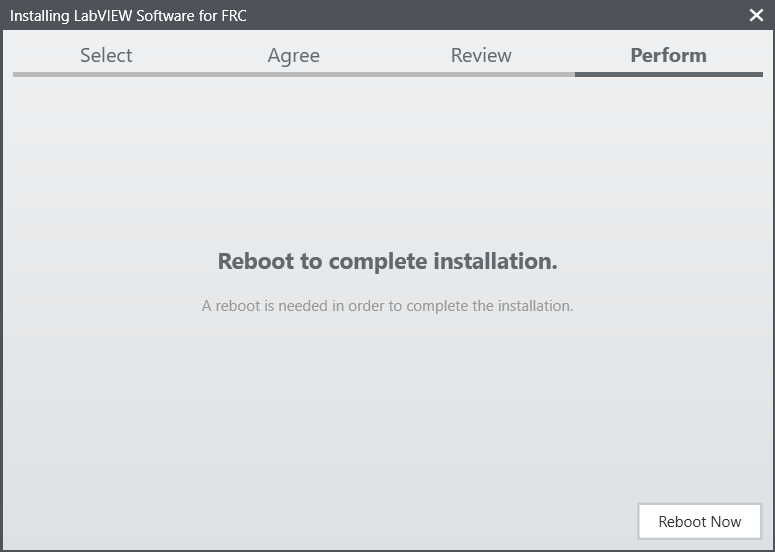 Installing LabVIEW Software for FRC
Select Agree Review Perform
Reboot to complete installation.
A reboot is needed in order to complete the installation.
Reboot Now